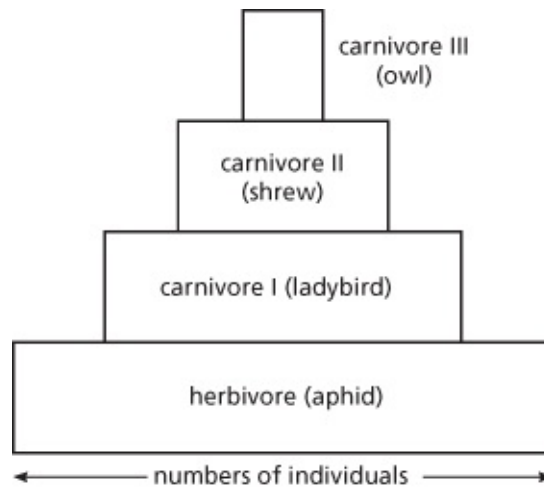 carnivore III
(owl)
carnivore II
(shrew)
carnivore I (ladybird)
herbivore (aphid)
numbers of individuals